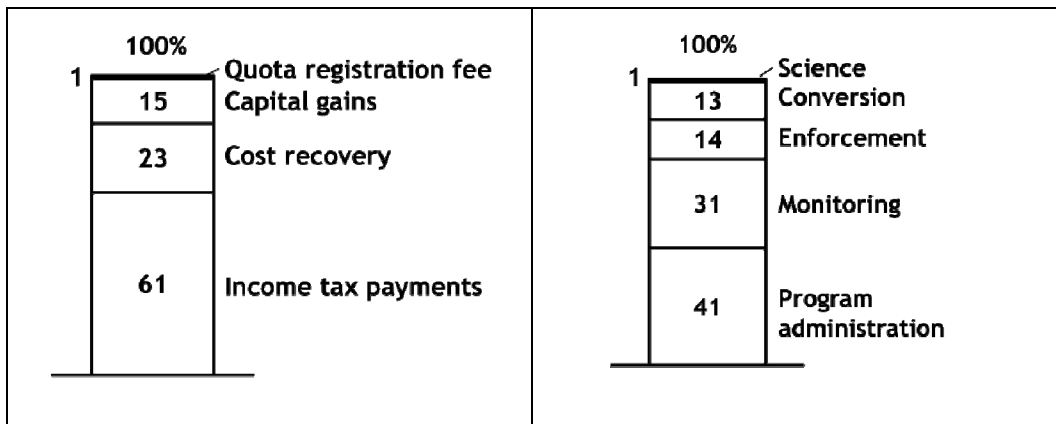 100%
1 Quota registration fee
15 Capital gains
23 Cost recovery
61 Income tax payments
100%
1 Science
13 Conversion
14 Enforcement
31 Monitoring
41 Program
administration